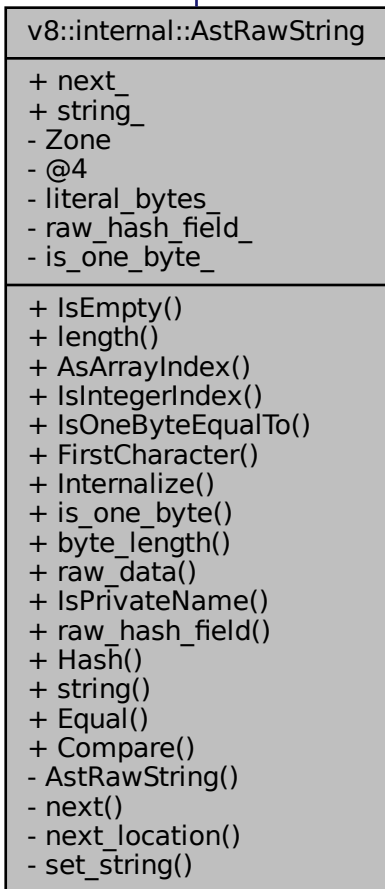 v8::internal::AstRawString
+ next_
+ string_
- Zone
- @4
- literal_bytes_
- raw_hash_field_
- is_one_byte_
+ IsEmpty()
+ length()
+ AsArrayIndex()
+ IsIntegerIndex()
+ IsOneByteEqualTo()
+ FirstCharacter()
+ Internalize()
+ is_one_byte()
+ byte_length()
+ raw_data()
+ IsPrivateName()
+ raw_hash_field()
+ Hash()
+ string()
+ Equal()
+ Compare()
- AstRawString()
- next()
- next_location()
- set_string()